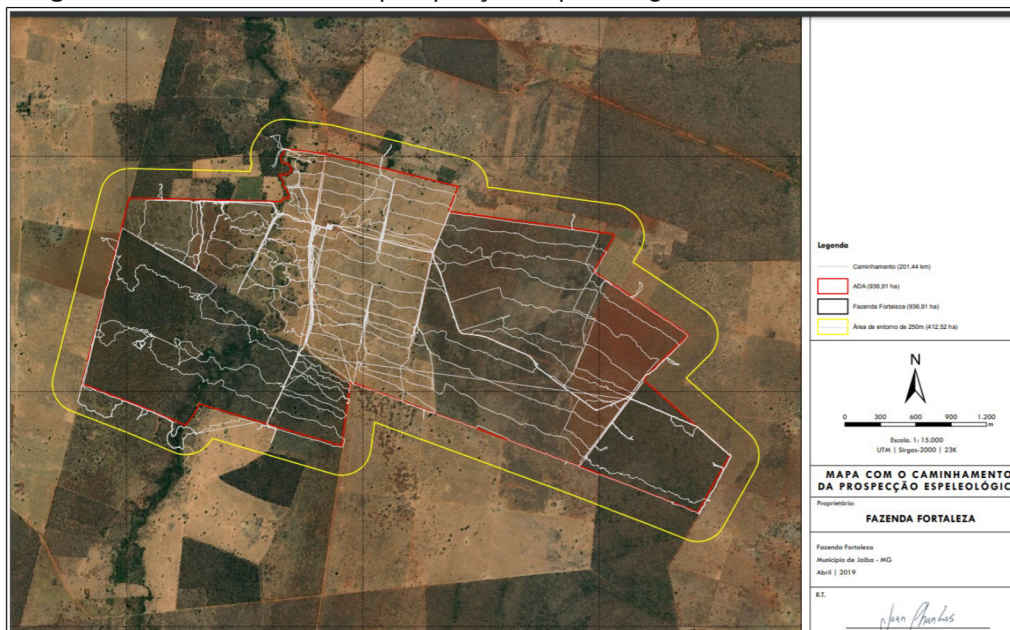 Legenda
Caminhamento (201,44 km)
ADA (936,91 ha)
Fazenda Fortaleza (936,91 ha)
Área de entorno de 250m (412,52 ha)
N
0 300 600 900 1.200
m
Escala. 1: 15.000
UTM | Sirgas-2000 | 23K
MAPA COM O CAMINHAMENTO
DA PROSPECÇÃO ESPELEOLÓGIC
Proprietário:
FAZENDA FORTALEZA
Fazenda Fortaleza
Município de Jaíba - MG
Abril | 2019
R.T.